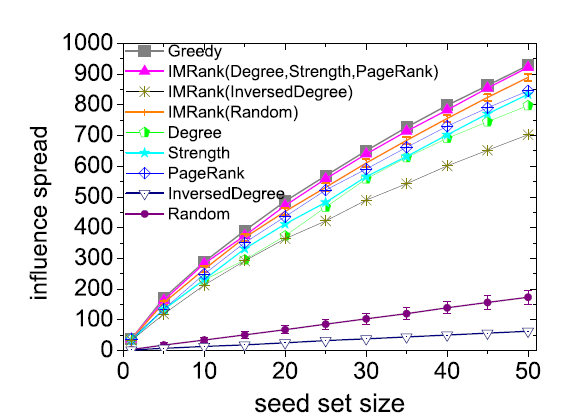 1000
900
800
700
600
500
400
300
200
100
0
influence spread
Greedy
IMRank(Degree,Strength,PageRank)
IMRank(InversedDegree)
IMRank(Random)
Degree
Strength
PageRank
InversedDegree
Random
0 10 20 30 40 50
seed set size